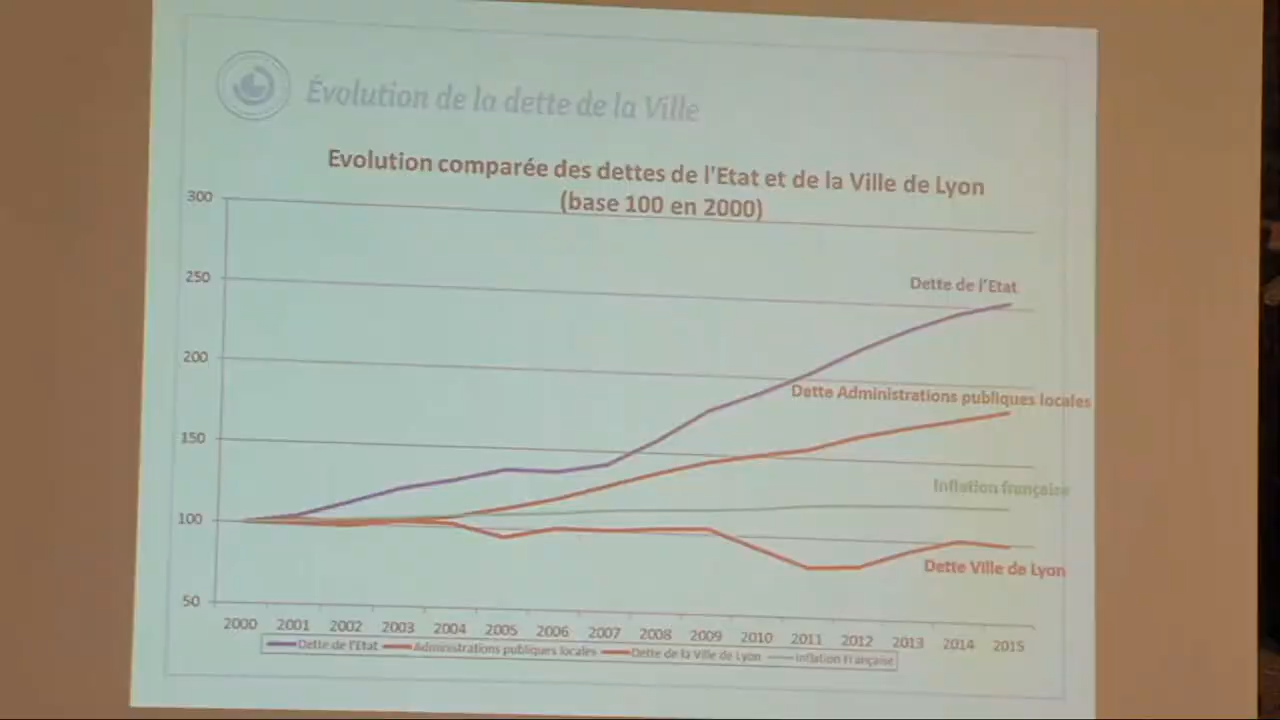 Évolution de la dette de la Ville
Evolution comparée des dettes de l'Etat et de la Ville de Lyon
(base 100 en 2000)
300
250
200
150
100
50
Dette de l'Etat
Dette Administrations publiques locales
Inflation française
Dette Ville de Lyon
2000 2001 2002 2003 2004 2005 2006 2007 2008 2009 2010 2011 2012 2013 2014 2015
Dette de l'Etat Administrations publiques locales Dette de la Ville de Lyon Inflation Française